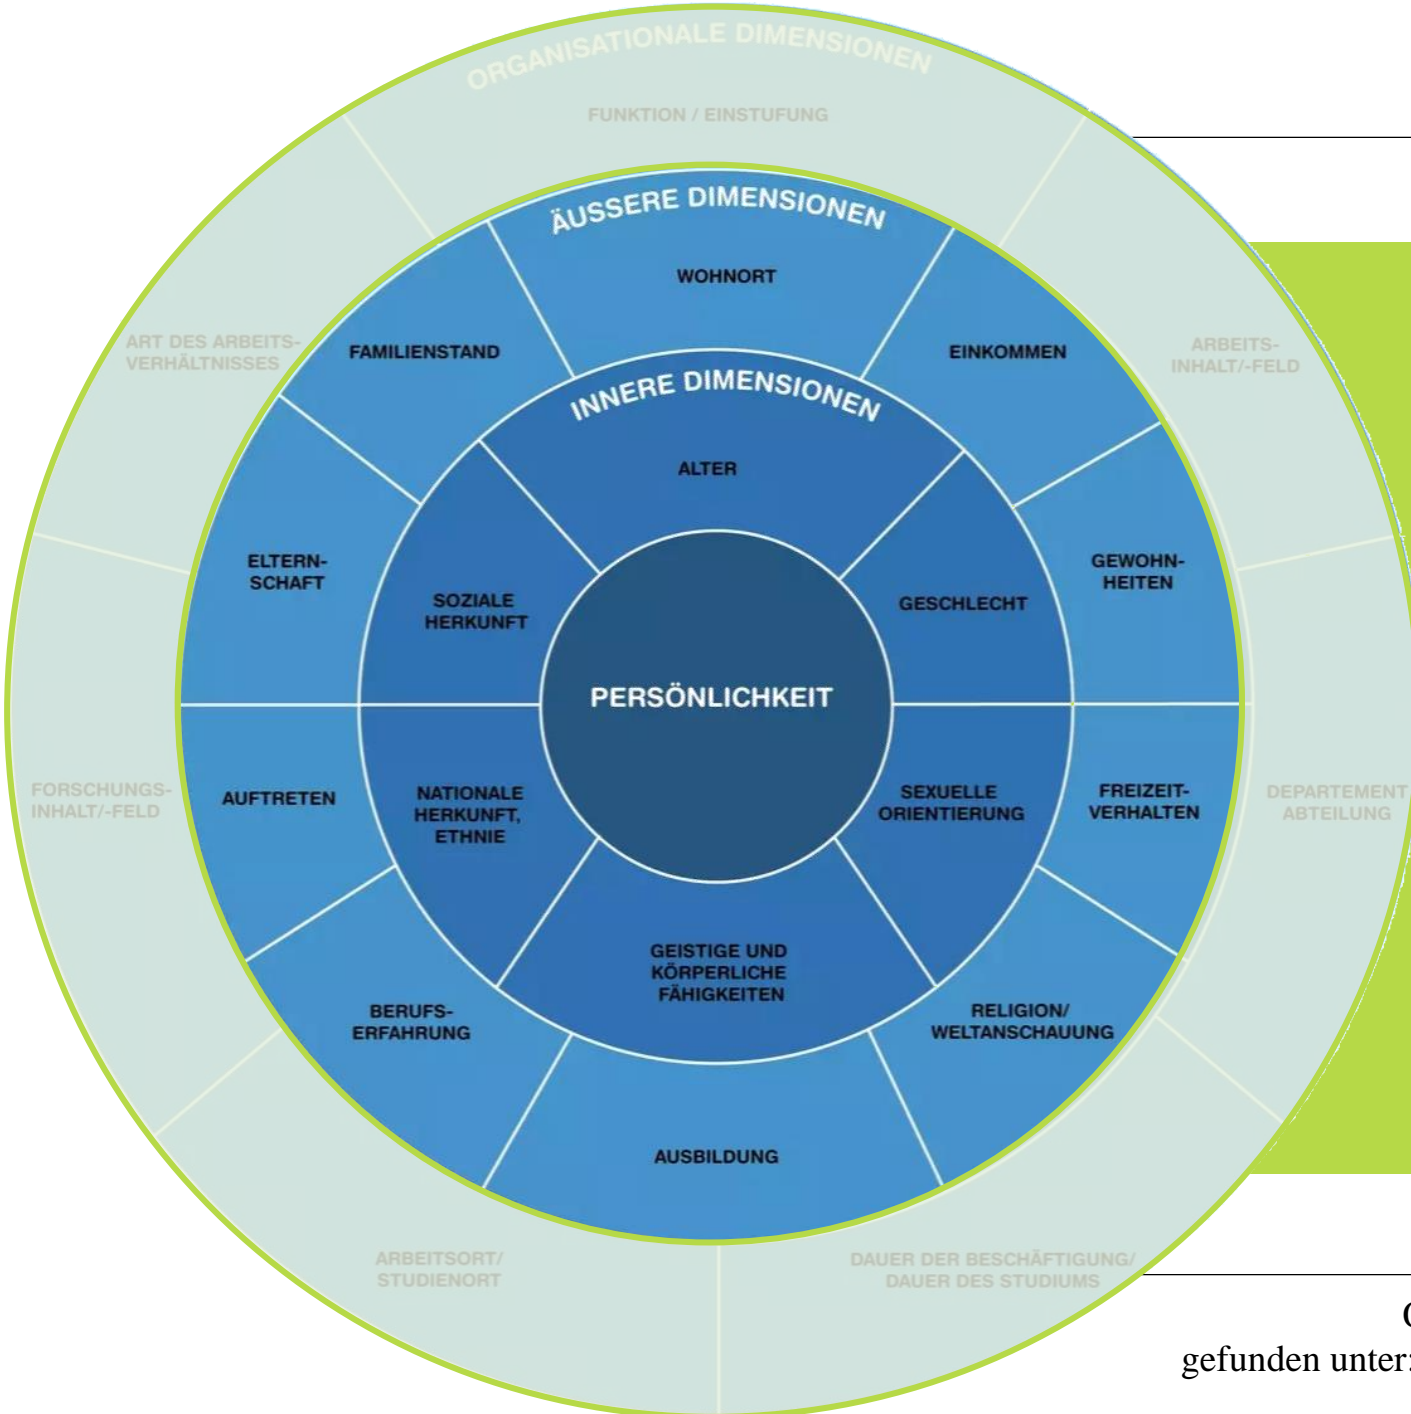 ORGANISATIONALE DIMENSIONEN
FUNKTION / EINSTUFUNG
ÄUSSERE DIMENSIONEN
WOHNORT
ART DES ARBEITS-
VERHÄLTNISSES
FAMILIENSTAND
EINKOMMEN
ARBEITS-
INHALT/-FELD
INNERE DIMENSIONEN
ALTER
ELTERN-
SCHAFT
SOZIALE
HERKUNFT
GESCHLECHT
GEWOHN-
HEITEN
PERSÖNLICHKEIT
FORSCHUNGS-
INHALT/-FELD
AUFTRETEN
NATIONALE
HERKUNFT,
ETHNIE
SEXUELLE
ORIENTIERUNG
FREIZEIT-
VERHALTEN
DEPARTEMENT
ABTEILUNG
GEISTIGE UND
KÖRPERLICHE
FÄHIGKEITEN
BERUFS-
ERFAHRUNG
RELIGION/
WELTANSCHAUUNG
AUSBILDUNG
ARBEITSORT/
STUDIENORT
DAUER DER BESCHÄFTIGUNG/
DAUER DES STUDIUMS
gefunden unter: